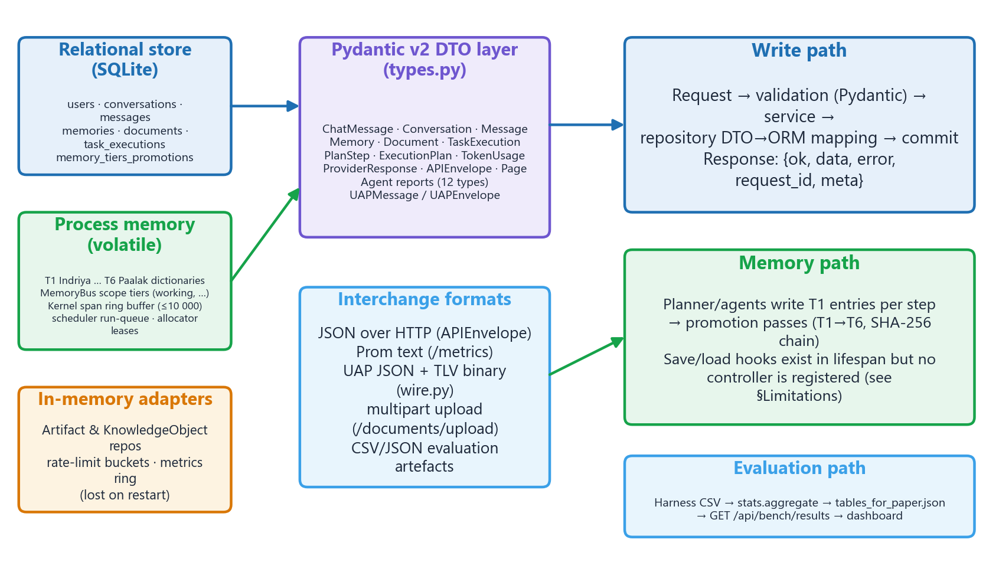 Relational store
(SQLite)
users · conversations ·
messages
memories · documents ·
task_executions
memory_tiers_promotions
Process memory
(volatile)
T1 Indriya ... T6 Paalak dictionaries
MemoryBus scope tiers (working, ...)
Kernel span ring buffer (≤10 000)
scheduler run-queue · allocator
leases
In-memory adapters
Artifact & KnowledgeObject
repos
rate-limit buckets · metrics
ring
(lost on restart)
Pydantic v2 DTO layer
(types.py)
ChatMessage · Conversation · Message
Memory · Document · TaskExecution
PlanStep · ExecutionPlan · TokenUsage
ProviderResponse · APIEnvelope · Page
Agent reports (12 types)
UAPMessage / UAPEnvelope
Interchange formats
JSON over HTTP (APIEnvelope)
Prom text (/metrics)
UAP JSON + TLV binary
(wire.py)
multipart upload
(/documents/upload)
CSV/JSON evaluation
artefacts
Write path
Request → validation (Pydantic) →
service →
repository DTO→ORM mapping → commit
Response: {ok, data, error,
request_id, meta}
Memory path
Planner/agents write T1 entries per step
→ promotion passes (T1→T6, SHA-256
chain)
Save/load hooks exist in lifespan but no
controller is registered (see
§Limitations)
Evaluation path
Harness CSV → stats.aggregate → tables_for_paper.json
→ GET /api/bench/results → dashboard